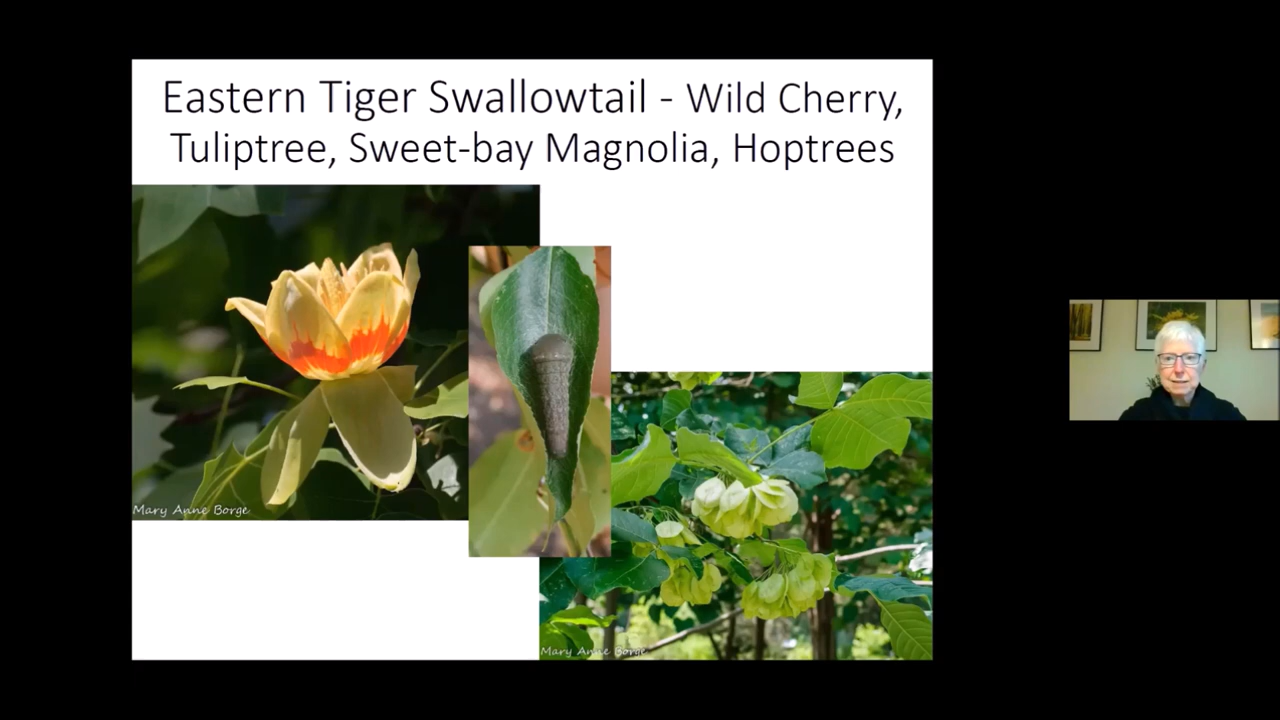 Eastern Tiger Swallowtail - Wild Cherry,
Tuliptree, Sweet-bay Magnolia, Hoptrees
Mary Anne Borge
Mary Anne Borge